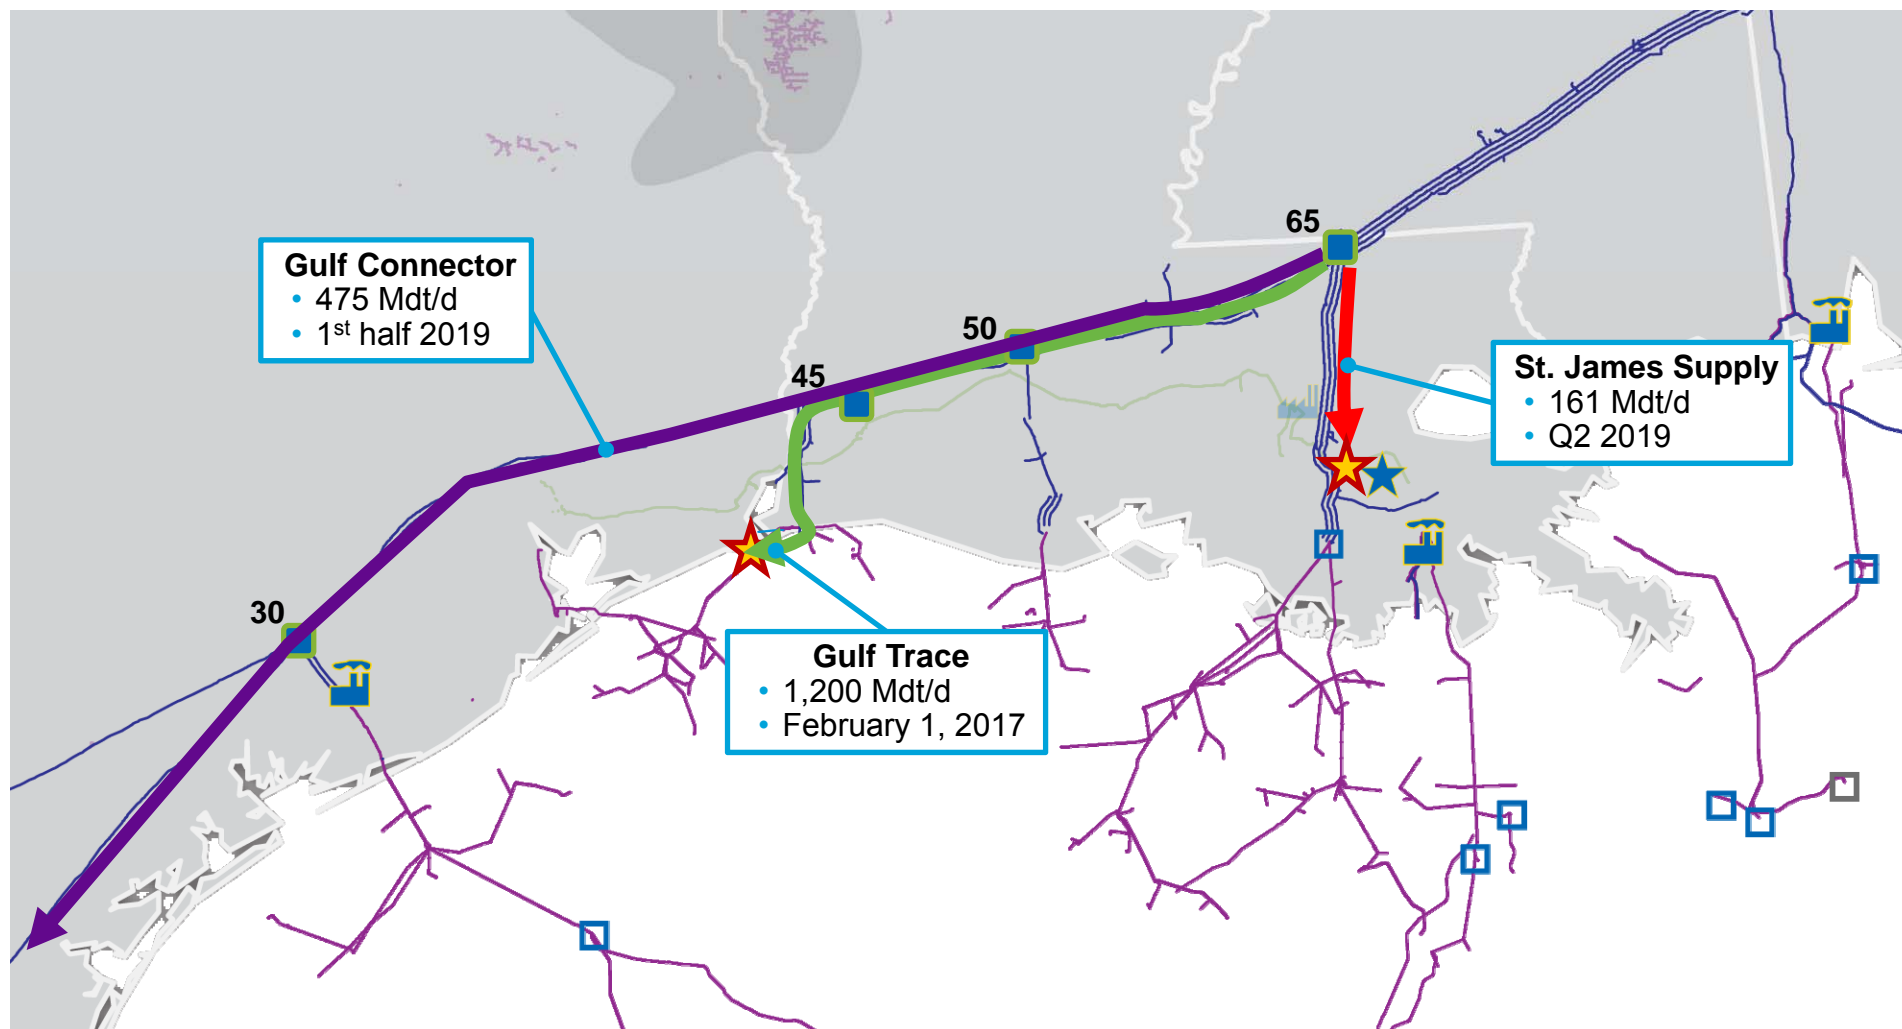 65
Gulf Connector
• 475 Mdt/d
• 1st half 2019
50
St. James Supply
• 161 Mdt/d
• Q2 2019
45
30
Gulf Trace
• 1,200 Mdt/d
• February 1, 2017